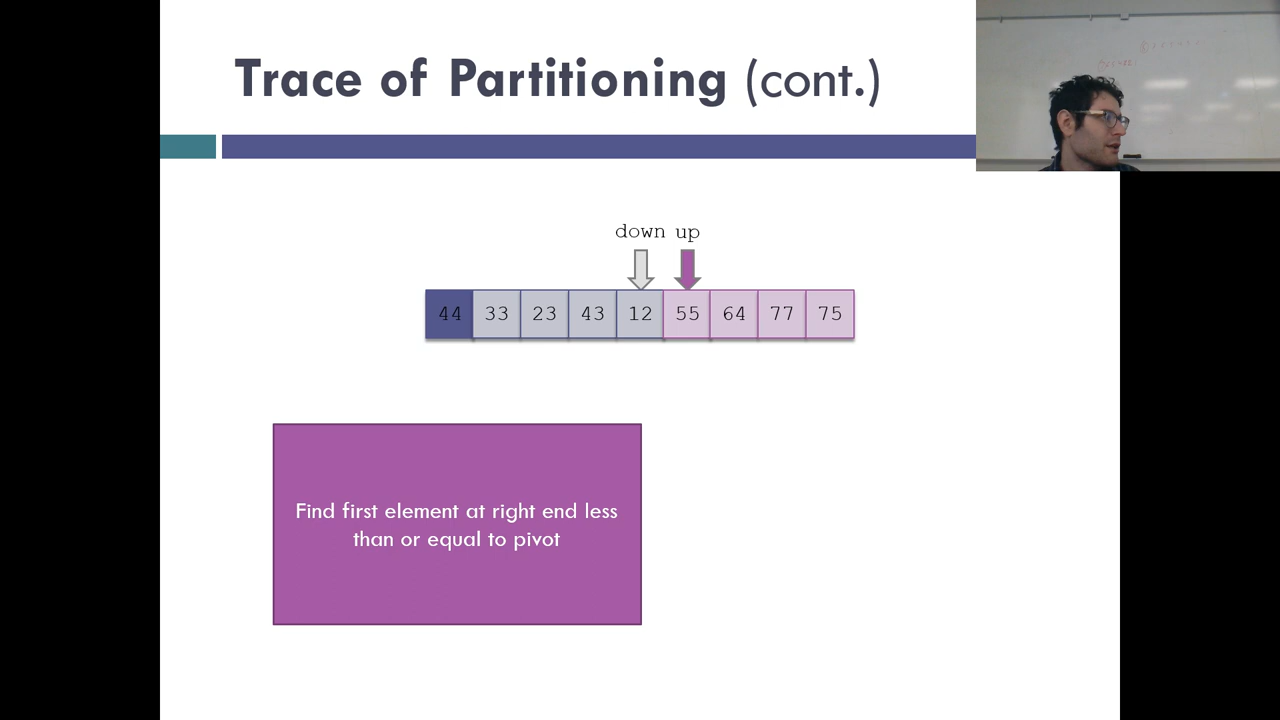 Trace of Partitioning (cont.)
down up
44 33 23 43 12 55 64 77 75
Find first element at right end less
than or equal to pivot